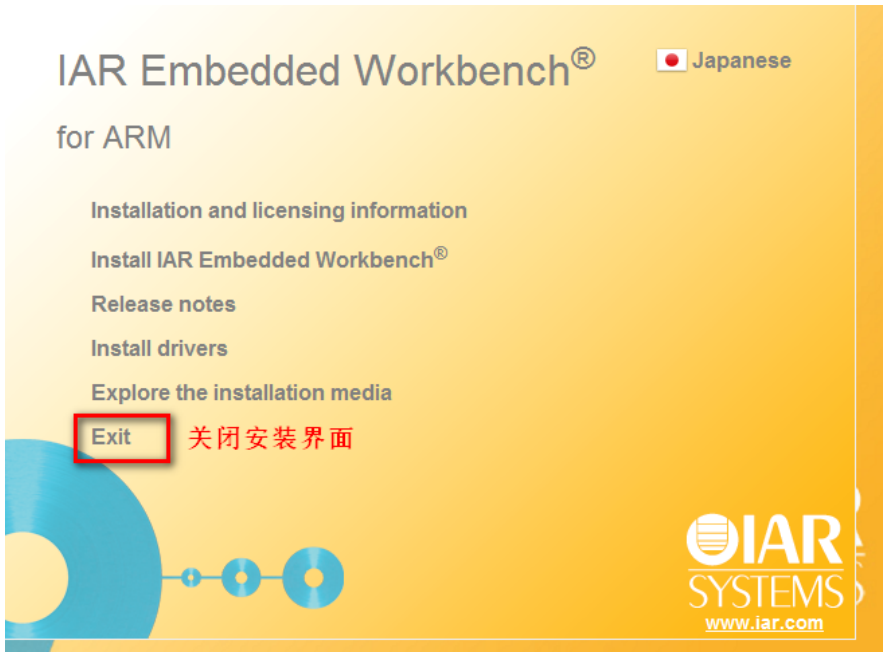 IAR Embedded Workbench®
Japanese
for ARM
Installation and licensing information
Install IAR Embedded Workbench®
Release notes
Install drivers
Explore the installation media
Exit
关闭安装界面
IAR
SYSTEMS
www.iar.com